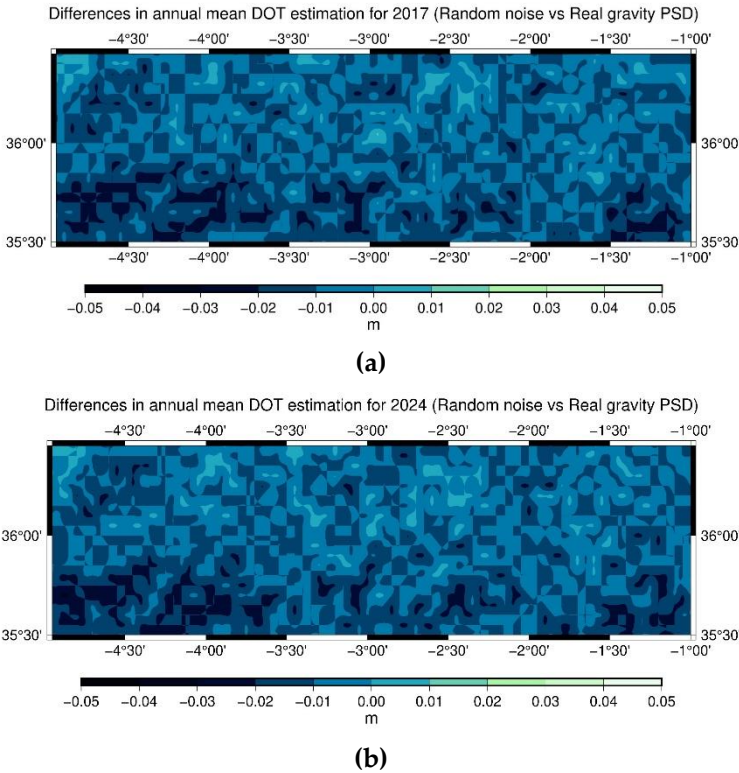 Differences in annual mean DOT estimation for 2017 (Random noise vs Real gravity PSD)
−4°30' −4°00' −3°30' −3°00' −2°30' −2°00' −1°30' −1°00'
36°00' 36°00'
35°30' 35°30'
−4°30' −4°00' −3°30' −3°00' −2°30' −2°00' −1°30' −1°00'
−0.05 −0.04 −0.03 −0.02 −0.01 0.00 0.01 0.02 0.03 0.04 0.05
m
(a)
Differences in annual mean DOT estimation for 2024 (Random noise vs Real gravity PSD)
−4°30' −4°00' −3°30' −3°00' −2°30' −2°00' −1°30' −1°00'
36°00' 36°00'
35°30' 35°30'
−4°30' −4°00' −3°30' −3°00' −2°30' −2°00' −1°30' −1°00'
−0.05 −0.04 −0.03 −0.02 −0.01 0.00 0.01 0.02 0.03 0.04 0.05
m
(b)